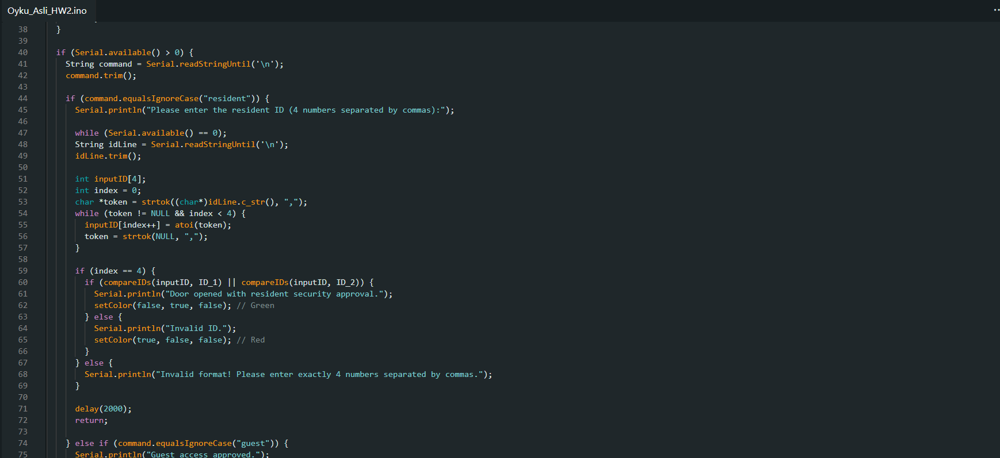 Oyku_Asli_HW2.ino
38 }
39
40 if (Serial.available() > 0) {
41 String command = Serial.readStringUntil('\n');
42 command.trim();
43
44 if (command.equalsIgnoreCase("resident")) {
45 Serial.println("Please enter the resident ID (4 numbers separated by commas):");
46
47 while (Serial.available() == 0);
48 String idLine = Serial.readStringUntil('\n');
49 idLine.trim();
50
51 int inputID[4];
52 int index = 0;
53 char *token = strtok((char*)idLine.c_str(), ",");
54 while (token != NULL && index < 4) {
55 inputID[index++] = atoi(token);
56 token = strtok(NULL, ",");
57 }
58
59 if (index == 4) {
60 if (compareIDs(inputID, ID_1) || compareIDs(inputID, ID_2)) {
61 Serial.println("Door opened with resident security approval.");
62 setColor(false, true, false); // Green
63 } else {
64 Serial.println("Invalid ID.");
65 setColor(true, false, false); // Red
66 }
67 } else {
68 Serial.println("Invalid format! Please enter exactly 4 numbers separated by commas.");
69 }
70
71 delay(2000);
72 return;
73
74 } else if (command.equalsIgnoreCase("guest")) {
75 Serial.println("Guest access approved.");